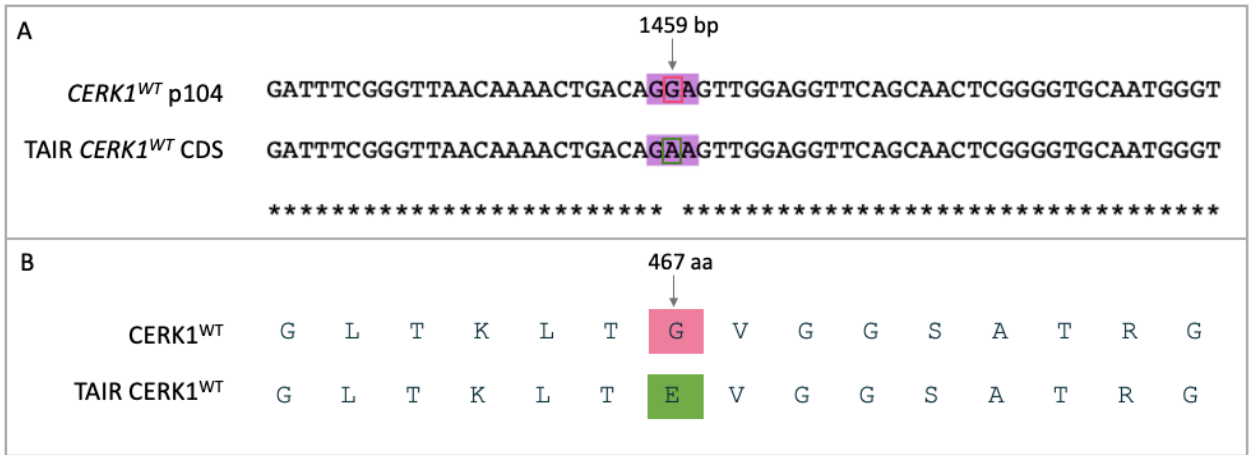 A
1459 bp
CERK1WT p104 GATTTCGGGTTAACAAAACTGACAGGAGTTGGAGGTTCAGCAACTCGGGGTGCAATGGGT
TAIR CERK1WT CDS GATTTCGGGTTAACAAAACTGACAGAAGTTGGAGGTTCAGCAACTCGGGGTGCAATGGGT
************************* **********************************
B
467 aa
CERK1WT G L T K L T G V G G S A T R G
TAIR CERK1WT G L T K L T E V G G S A T R G